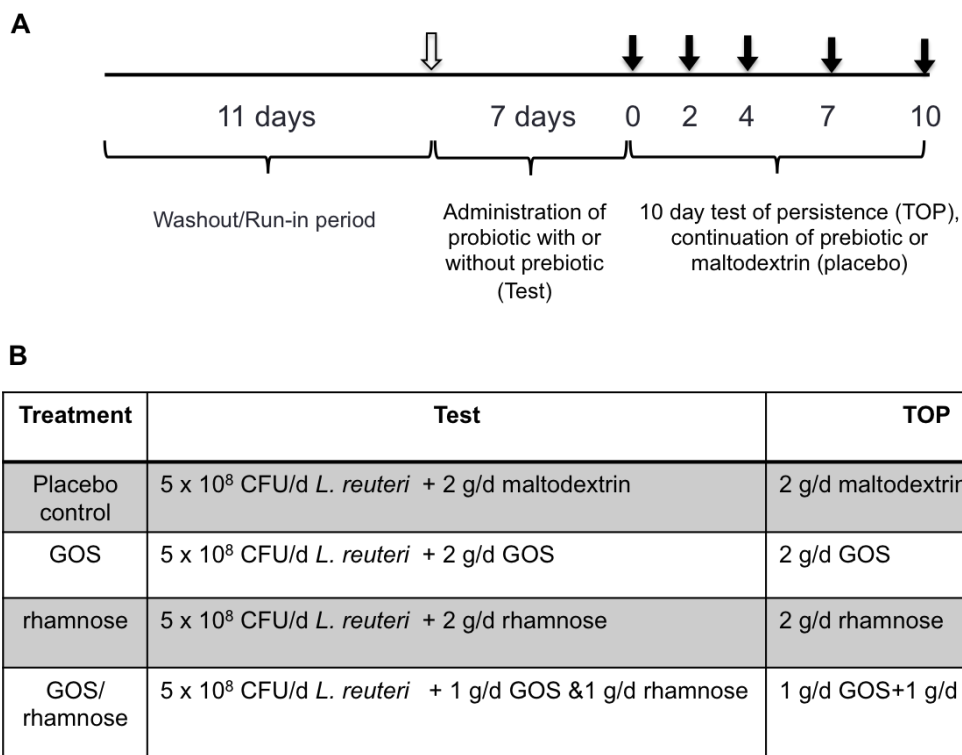 A
11 days 7 days 0 2 4 7 10
Washout/Run-in period
Administration of
probiotic with or
without prebiotic
(Test)
10 day test of persistence (TOP),
continuation of prebiotic or
maltodextrin (placebo)
B
Treatment Test TOP
Placebo
control
5 x 10⁸ CFU/d L. reuteri + 2 g/d maltodextrin
2 g/d maltodextrin
GOS
5 x 10⁸ CFU/d L. reuteri + 2 g/d GOS
2 g/d GOS
rhamnose
5 x 10⁸ CFU/d L. reuteri + 2 g/d rhamnose
2 g/d rhamnose
GOS/
rhamnose
5 x 10⁸ CFU/d L. reuteri + 1 g/d GOS &1 g/d rhamnose
1 g/d GOS+1 g/d